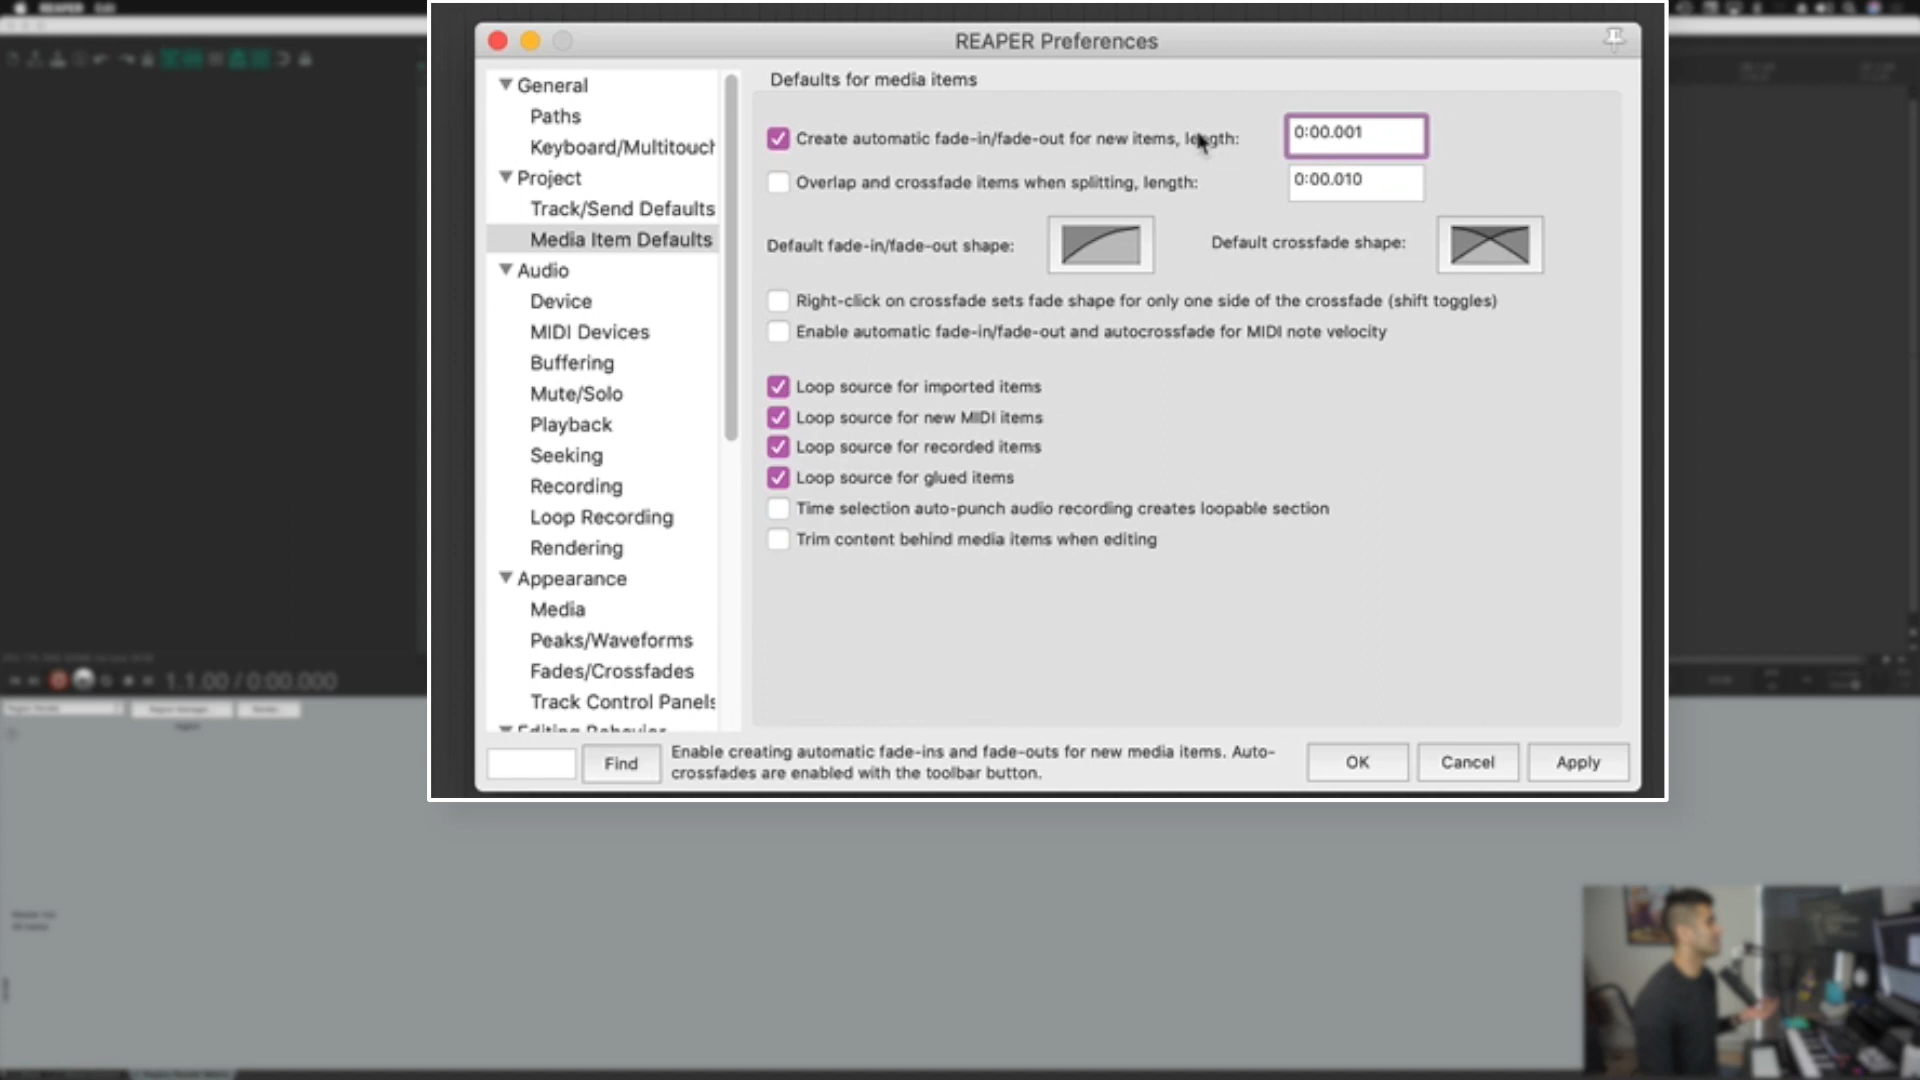 REAPER
REAPER Preferences
General
Paths
Keyboard/Multitouch
Project
Track/Send Defaults
Media Item Defaults
Audio
Device
MIDI Devices
Buffering
Mute/Solo
Playback
Seeking
Recording
Loop Recording
Rendering
Appearance
Media
Peaks/Waveforms
Fades/Crossfades
Track Control Panels
Editing Behavior
Find
Defaults for media items
Create automatic fade-in/fade-out for new items, length: 0:00.001
Overlap and crossfade items when splitting, length: 0:00.010
Default fade-in/fade-out shape: Default crossfade shape:
Right-click on crossfade sets fade shape for only one side of the crossfade (shift toggles)
Enable automatic fade-in/fade-out and autocrossfade for MIDI note velocity
Loop source for imported items
Loop source for new MIDI items
Loop source for recorded items
Loop source for glued items
Time selection auto-punch audio recording creates loopable section
Trim content behind media items when editing
Enable creating automatic fade-ins and fade-outs for new media items. Auto-
crossfades are enabled with the toolbar button.
OK Cancel Apply
1.1.00 / 0:00.000